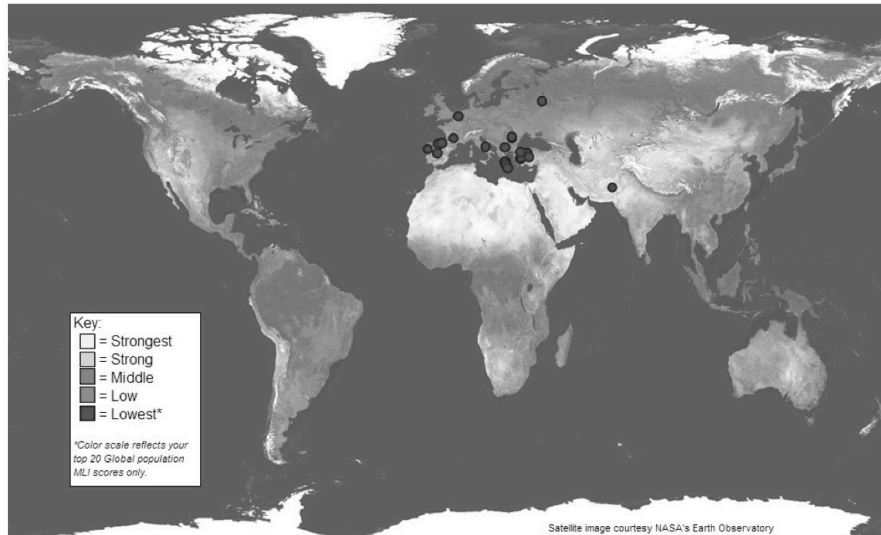 Key:
= Strongest
= Strong
= Middle
= Low
= Lowest*
*Color scale reflects your
top 20 Global population
MLI scores only.
Satellite image courtesy NASA's Earth Observatory